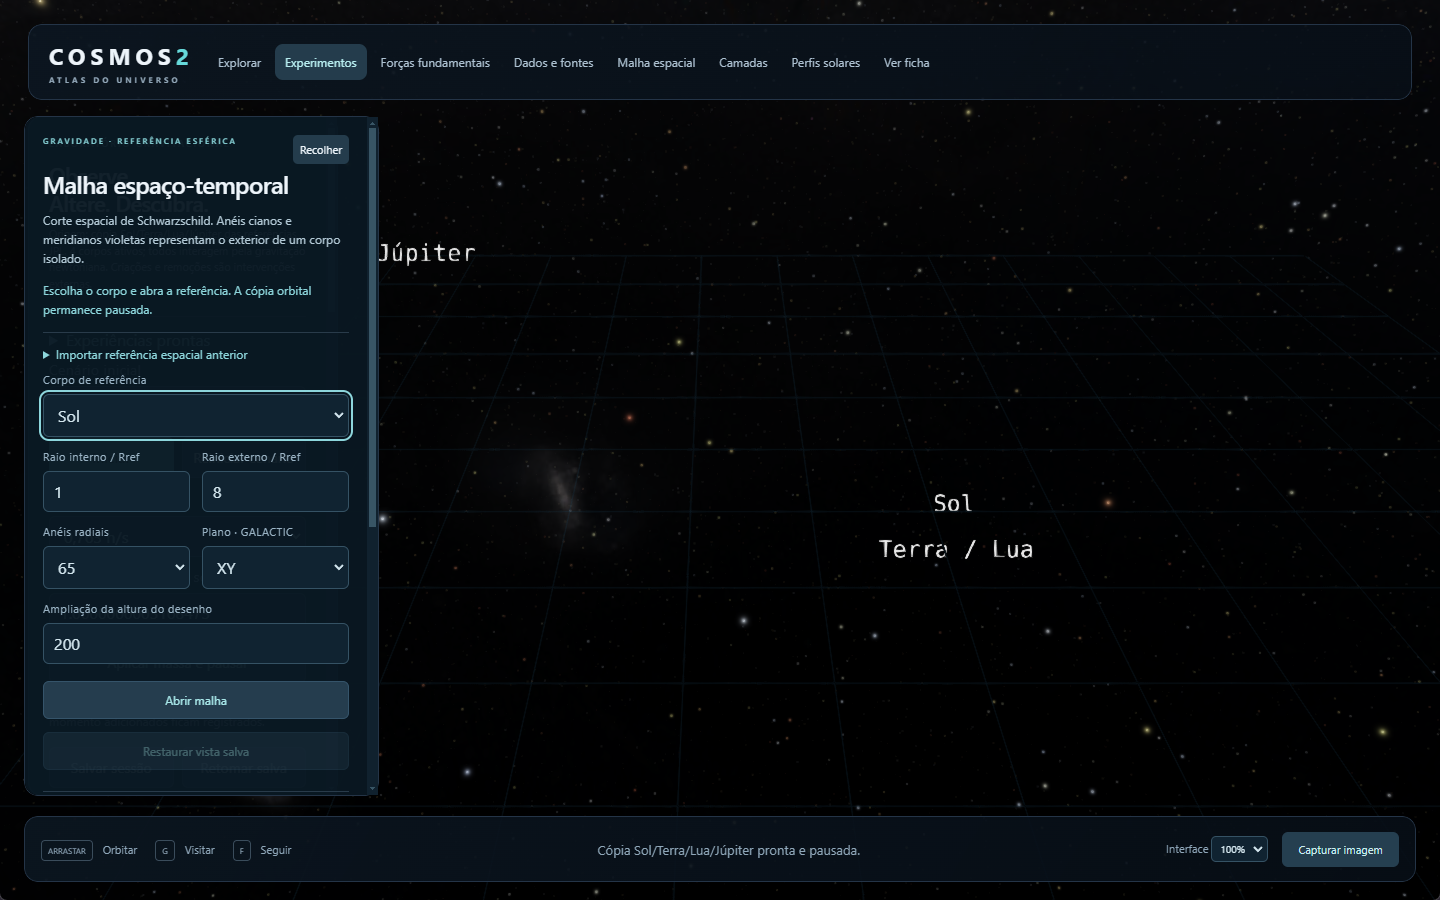 COSMOS2
ATLAS DO UNIVERSO
Explorar
Experimentos
Forças fundamentais
Dados e fontes
Malha espacial
Camadas
Perfis solares
Ver ficha
GRAVIDADE · REFERÊNCIA ESFÉRICA
Recolher
Malha espaço-temporal
Corte espacial de Schwarzschild. Anéis cianos e
meridianos violetas representam o exterior de um corpo
isolado.
Escolha o corpo e abra a referência. A cópia orbital
permanece pausada.
Importar referência espacial anterior
Corpo de referência
Sol
Raio interno / Rref
Raio externo / Rref
1
8
Anéis radiais
Plano · GALACTIC
65
XY
Ampliação da altura do desenho
200
Abrir malha
Restaurar vista salva
Júpiter
Sol
Terra / Lua
ARRASTAR
Orbitar
G
Visitar
F
Seguir
Cópia Sol/Terra/Lua/Júpiter pronta e pausada.
Interface
100%
Capturar imagem